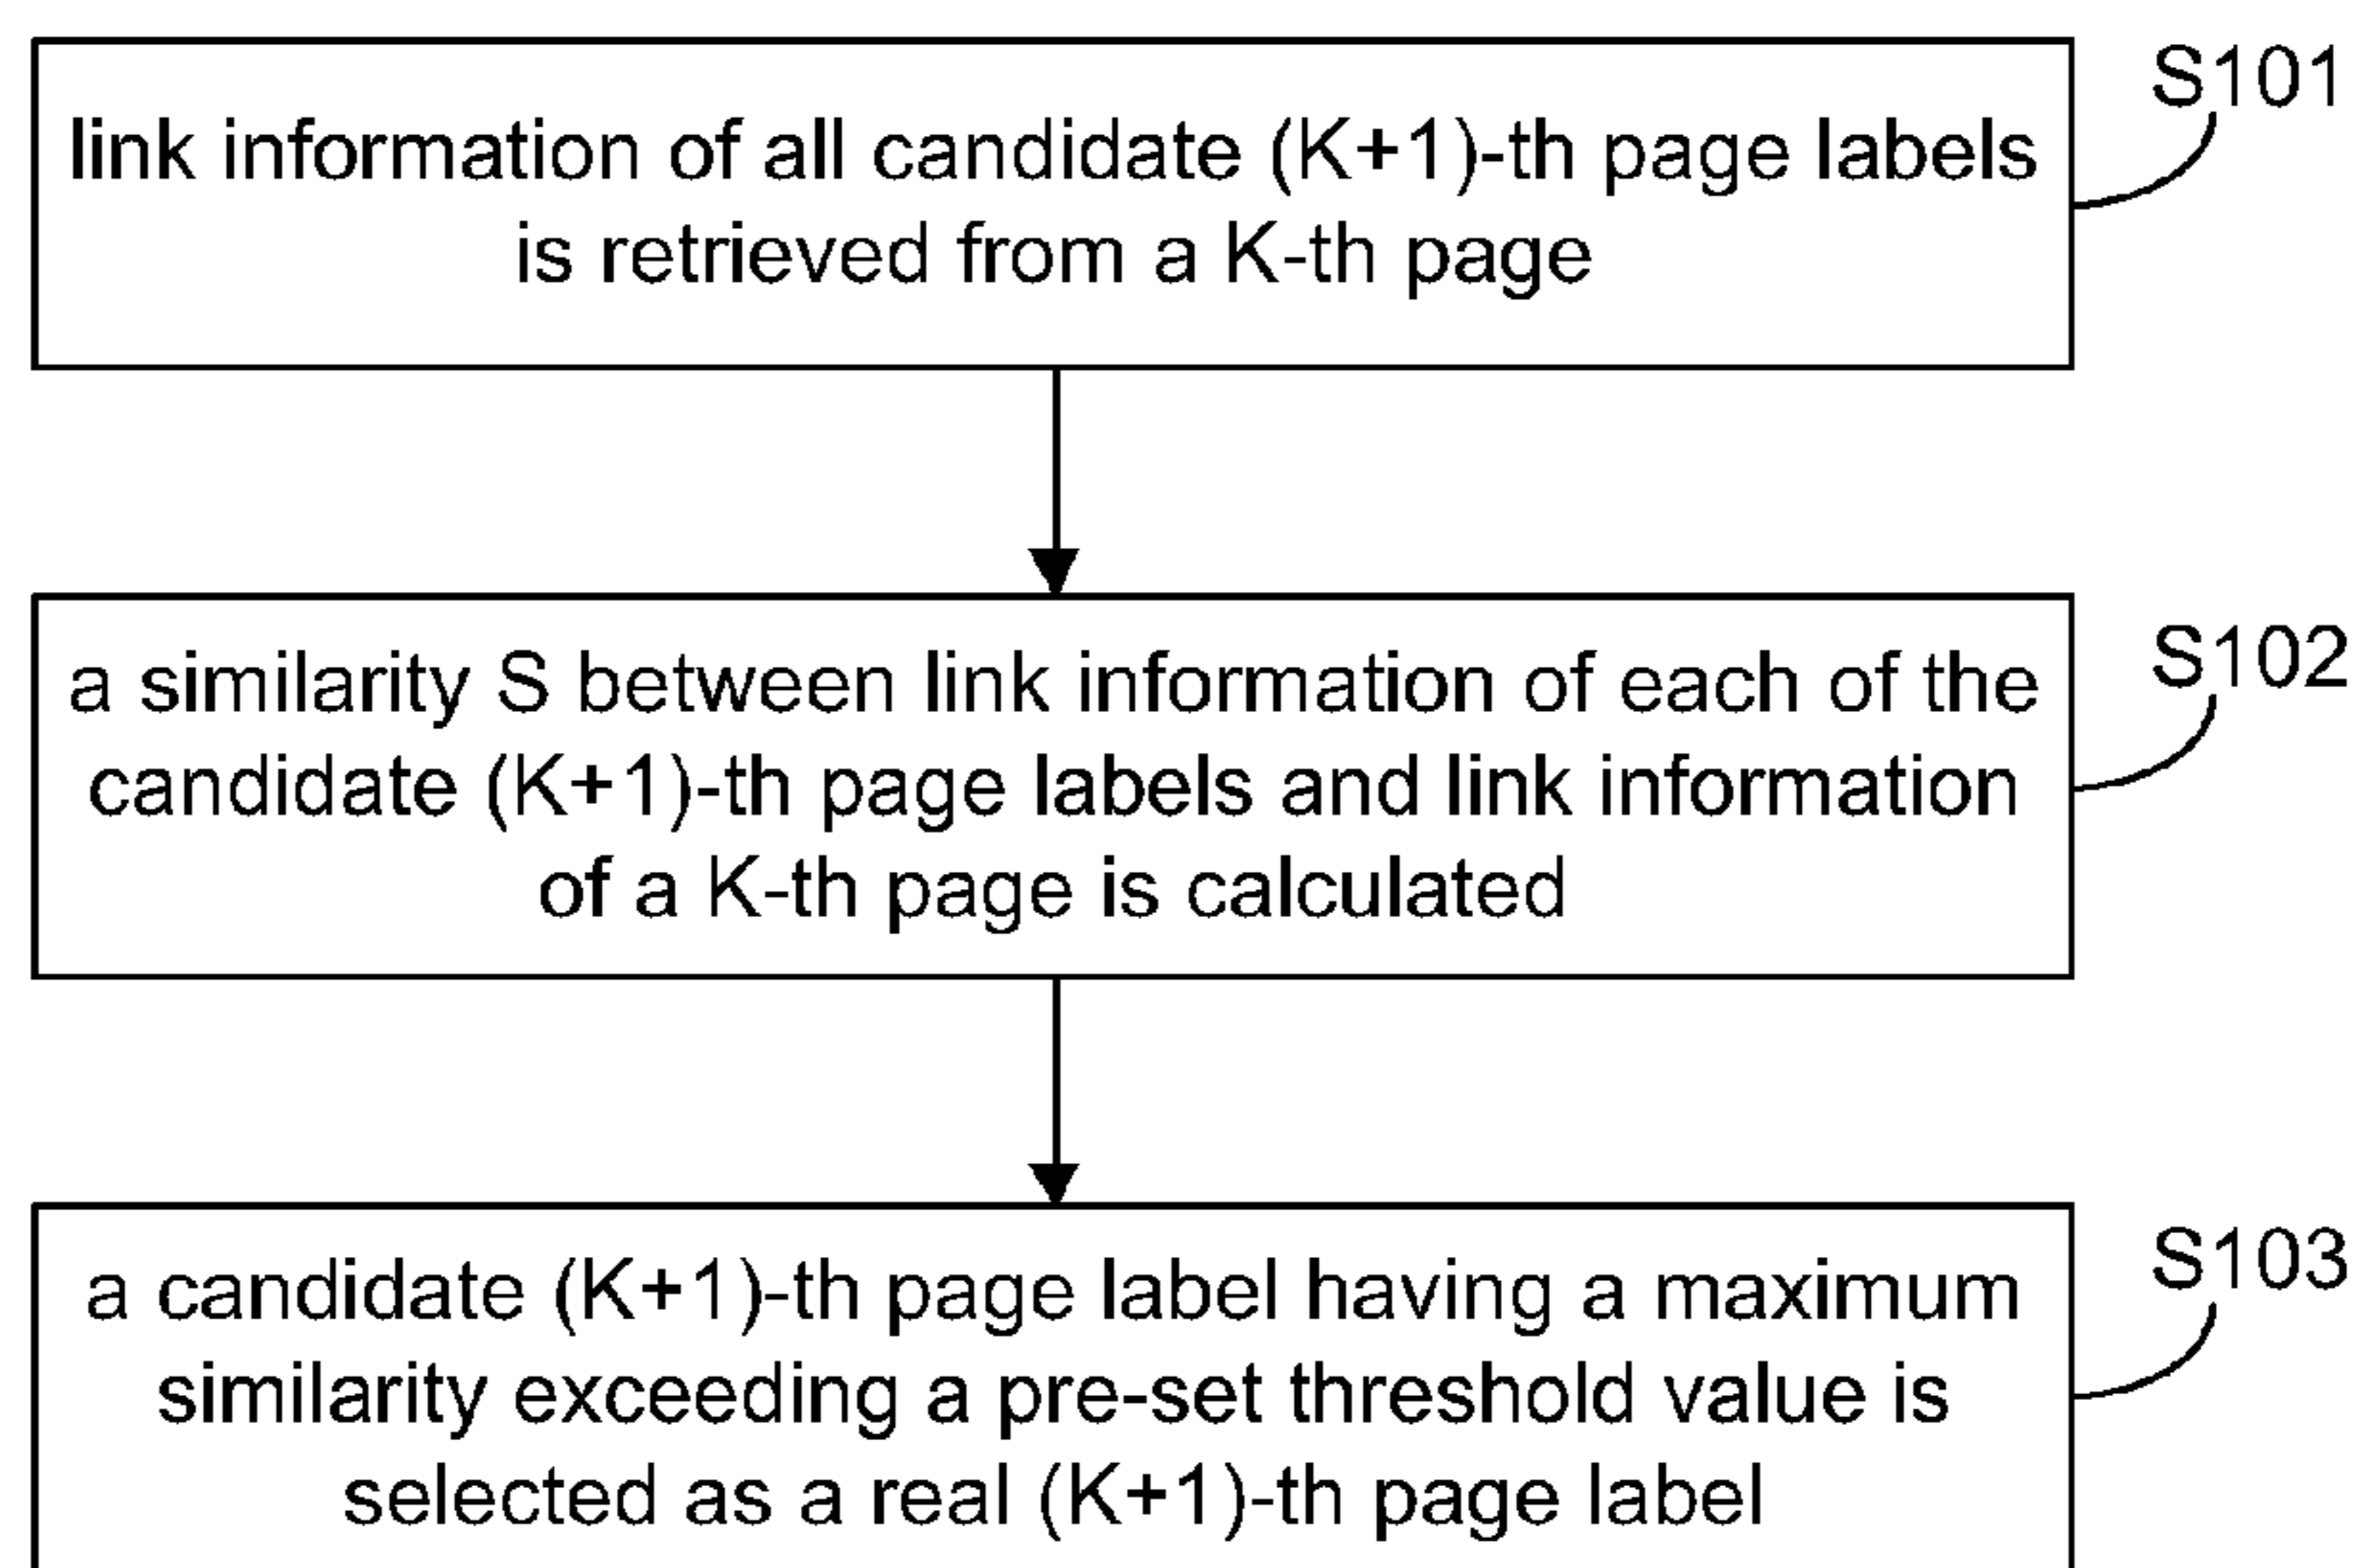 S101
link information of all candidate (K+1)-th page labels
is retrieved from a K-th page
S102
a similarity S between link information of each of the
candidate (K+1)-th page labels and link information
of a K-th page is calculated
S103
a candidate (K+1)-th page label having a maximum
similarity exceeding a pre-set threshold value is
selected as a real (K+1)-th page label